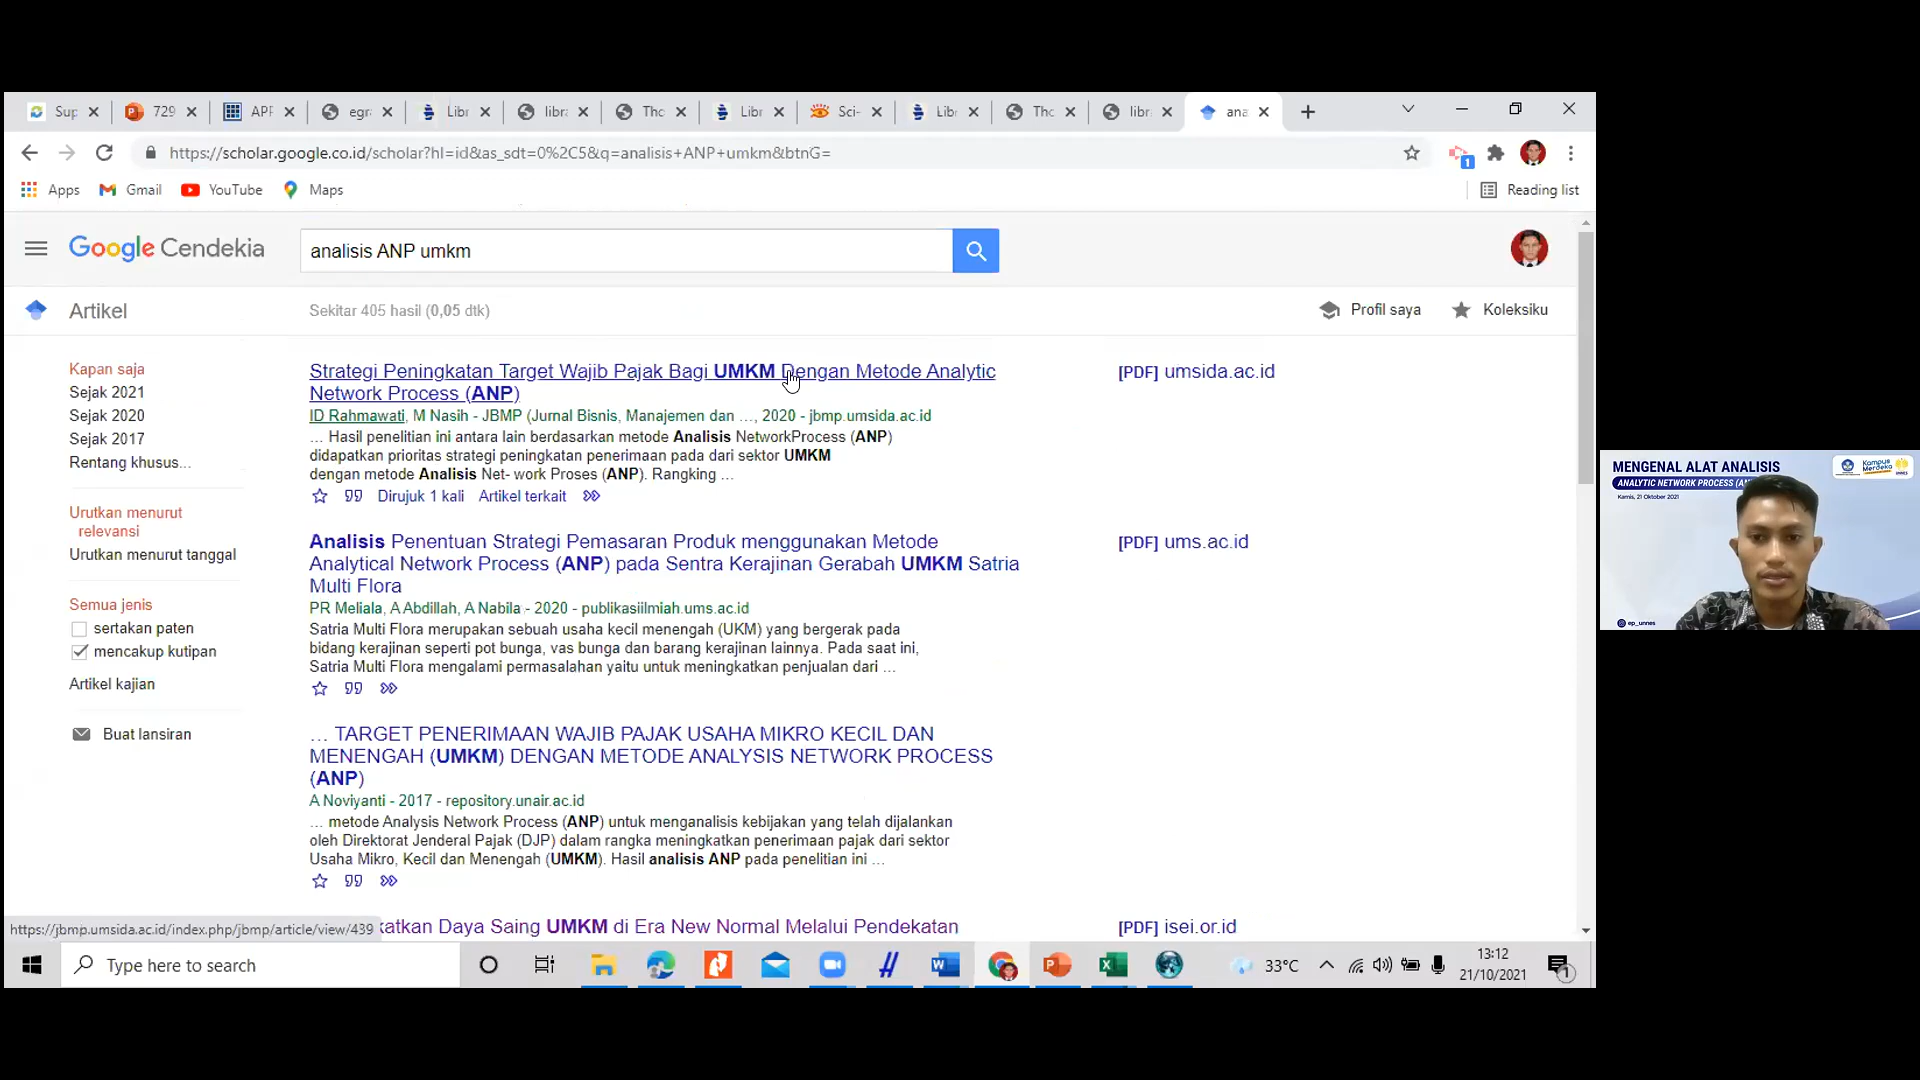 Sup
729
APF
egr
Libr
libr
Thc
Libr
Sci-
Libr
Thc
libr
ana
https://scholar.google.co.id/scholar?hl=id&as_sdt=0%2C5&q=analisis+ANP+umkm&btnG=
1
Apps
Gmail
YouTube
Maps
Reading list
Google Cendekia
analisis ANP umkm
Artikel
Sekitar 405 hasil (0,05 dtk)
Profil saya
Koleksiku
Kapan saja
Sejak 2021
Sejak 2020
Sejak 2017
Rentang khusus...
Urutkan menurut
relevansi
Urutkan menurut tanggal
Semua jenis
sertakan paten
mencakup kutipan
Artikel kajian
Buat lansiran
Strategi Peningkatan Target Wajib Pajak Bagi UMKM Dengan Metode Analytic
Network Process (ANP)
ID Rahmawati, M Nasih - JBMP (Jurnal Bisnis, Manajemen dan …, 2020 - jbmp.umsida.ac.id
… Hasil penelitian ini antara lain berdasarkan metode Analisis NetworkProcess (ANP)
didapatkan prioritas strategi peningkatan penerimaan pada dari sektor UMKM
dengan metode Analisis Net- work Proses (ANP). Rangking …
Dirujuk 1 kali Artikel terkait
[PDF] umsida.ac.id
Analisis Penentuan Strategi Pemasaran Produk menggunakan Metode
Analytical Network Process (ANP) pada Sentra Kerajinan Gerabah UMKM Satria
Multi Flora
PR Meliala, A Abdillah, A Nabila - 2020 - publikasiilmiah.ums.ac.id
Satria Multi Flora merupakan sebuah usaha kecil menengah (UKM) yang bergerak pada
bidang kerajinan seperti pot bunga, vas bunga dan barang kerajinan lainnya. Pada saat ini,
Satria Multi Flora mengalami permasalahan yaitu untuk meningkatkan penjualan dari …
[PDF] ums.ac.id
… TARGET PENERIMAAN WAJIB PAJAK USAHA MIKRO KECIL DAN
MENENGAH (UMKM) DENGAN METODE ANALYSIS NETWORK PROCESS
(ANP)
A Noviyanti - 2017 - repository.unair.ac.id
… metode Analysis Network Process (ANP) untuk menganalisis kebijakan yang telah dijalankan
oleh Direktorat Jenderal Pajak (DJP) dalam rangka meningkatkan penerimaan pajak dari sektor
Usaha Mikro, Kecil dan Menengah (UMKM). Hasil analisis ANP pada penelitian ini …
katkan Daya Saing UMKM di Era New Normal Melalui Pendekatan
[PDF] isei.or.id
https://jbmp.umsida.ac.id/index.php/jbmp/article/view/439
Type here to search
33°C
13:12
21/10/2021
1
MENGENAL ALAT ANALISIS
ANALYTIC NETWORK PROCESS (AN
Kamis, 21 Oktober 2021
Kampus
Merdeka
ep_unnes